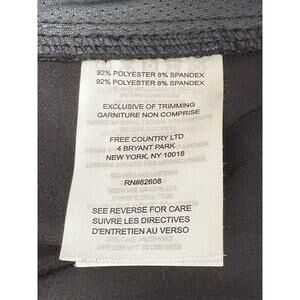 92% POLYESTER 8% SPANDEX
92% POLYESTER 8% SPANDEX
EXCLUSIVE OF TRIMMING
GARNITURE NON COMPRISE
FREE COUNTRY LTD
4 BRYANT PARK
NEW YORK, NY 10018
RN#82608
SEE REVERSE FOR CARE
SUIVRE LES DIRECTIVES
D'ENTRETIEN AU VERSO